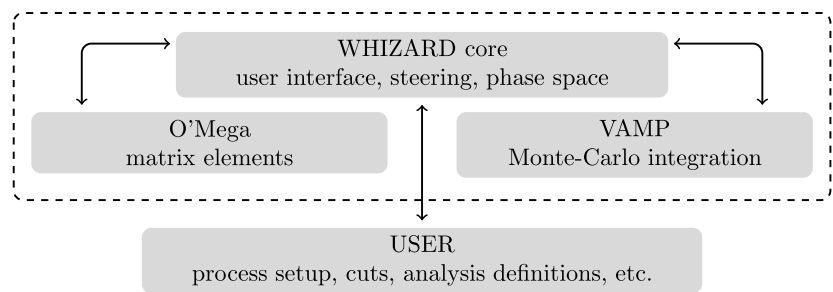 WHIZARD core
user interface, steering, phase space
O'Mega
matrix elements
VAMP
Monte-Carlo integration
USER
process setup, cuts, analysis definitions, etc.